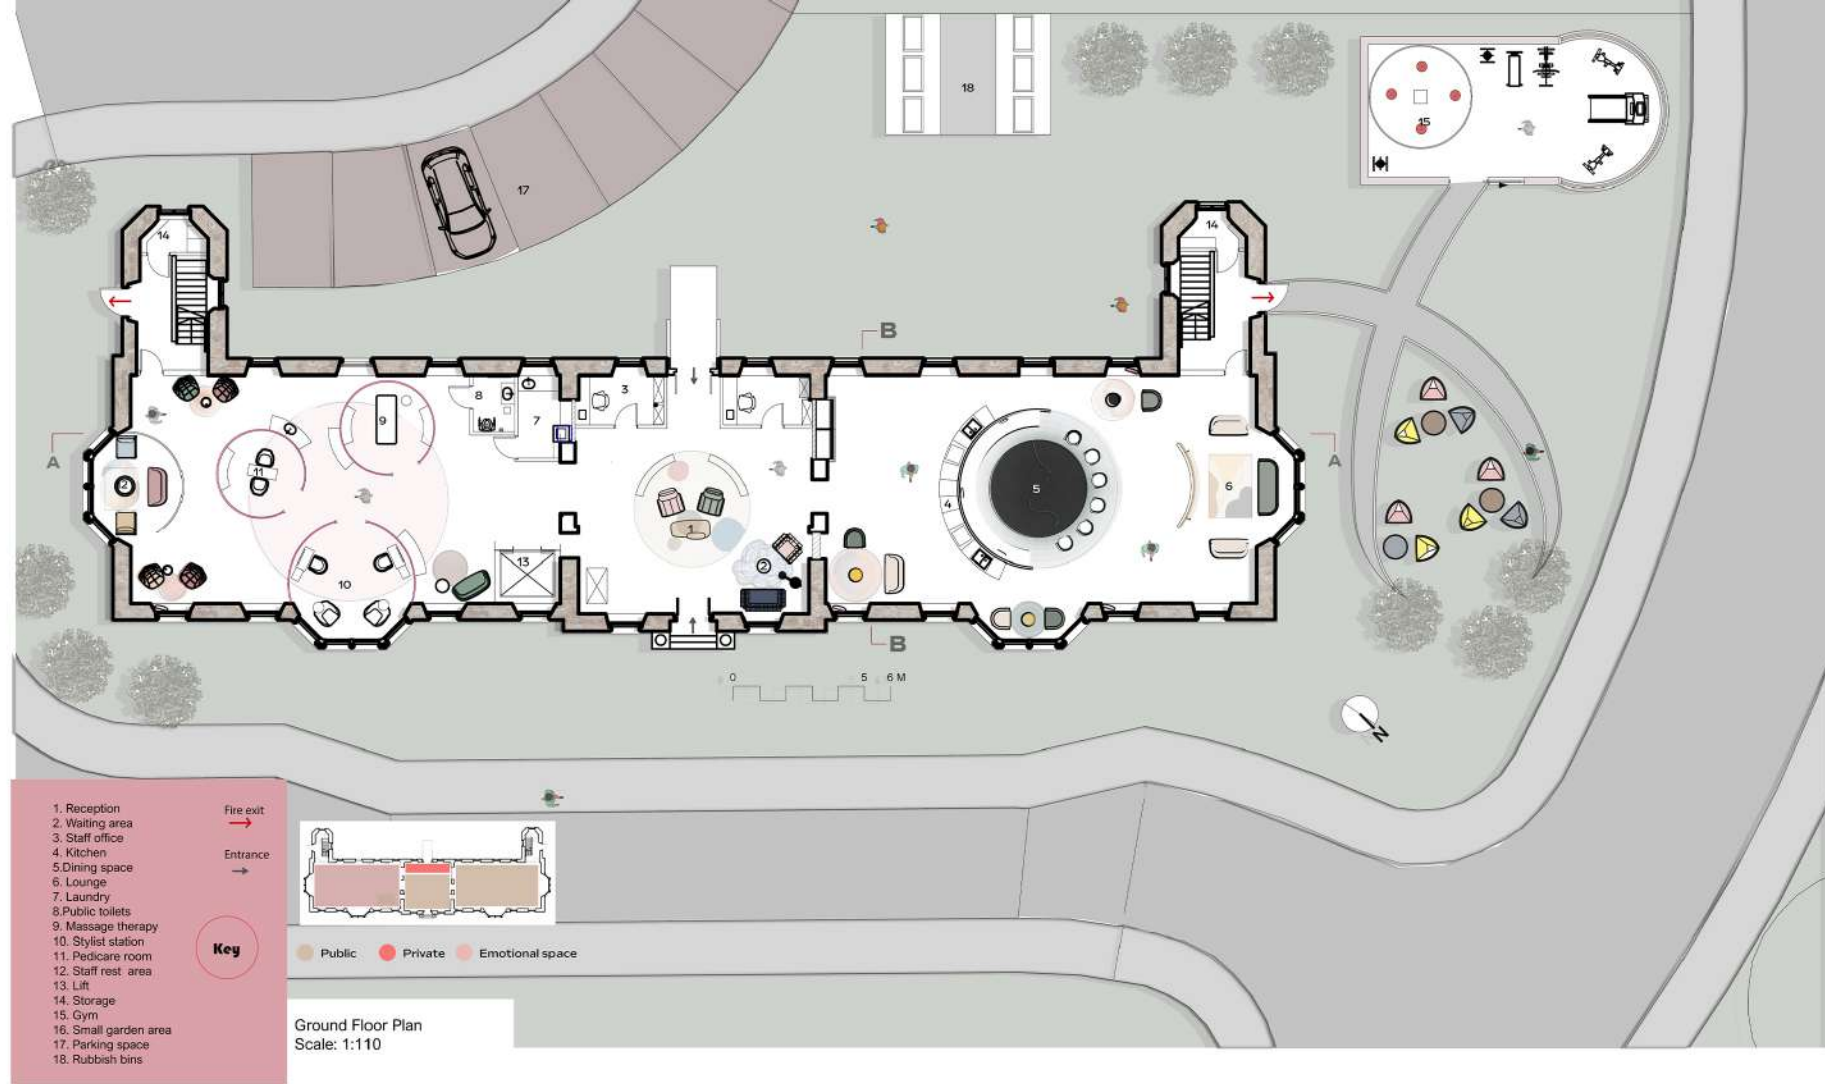 18
15
17
14
14
B
3
8
7
9
A
11
2
10
13
1
2
4
5
6
A
B
0 5 6 M
N
1. Reception
2. Waiting area
3. Staff office
4. Kitchen
5.Dining space
6. Lounge
7. Laundry
8.Public toilets
9. Massage therapy
10. Stylist station
11. Pedicare room
12. Staff rest area
13. Lift
14. Storage
15. Gym
16. Small garden area
17. Parking space
18. Rubbish bins
Fire exit
Entrance
Key
Public Private Emotional space
Ground Floor Plan
Scale: 1:110